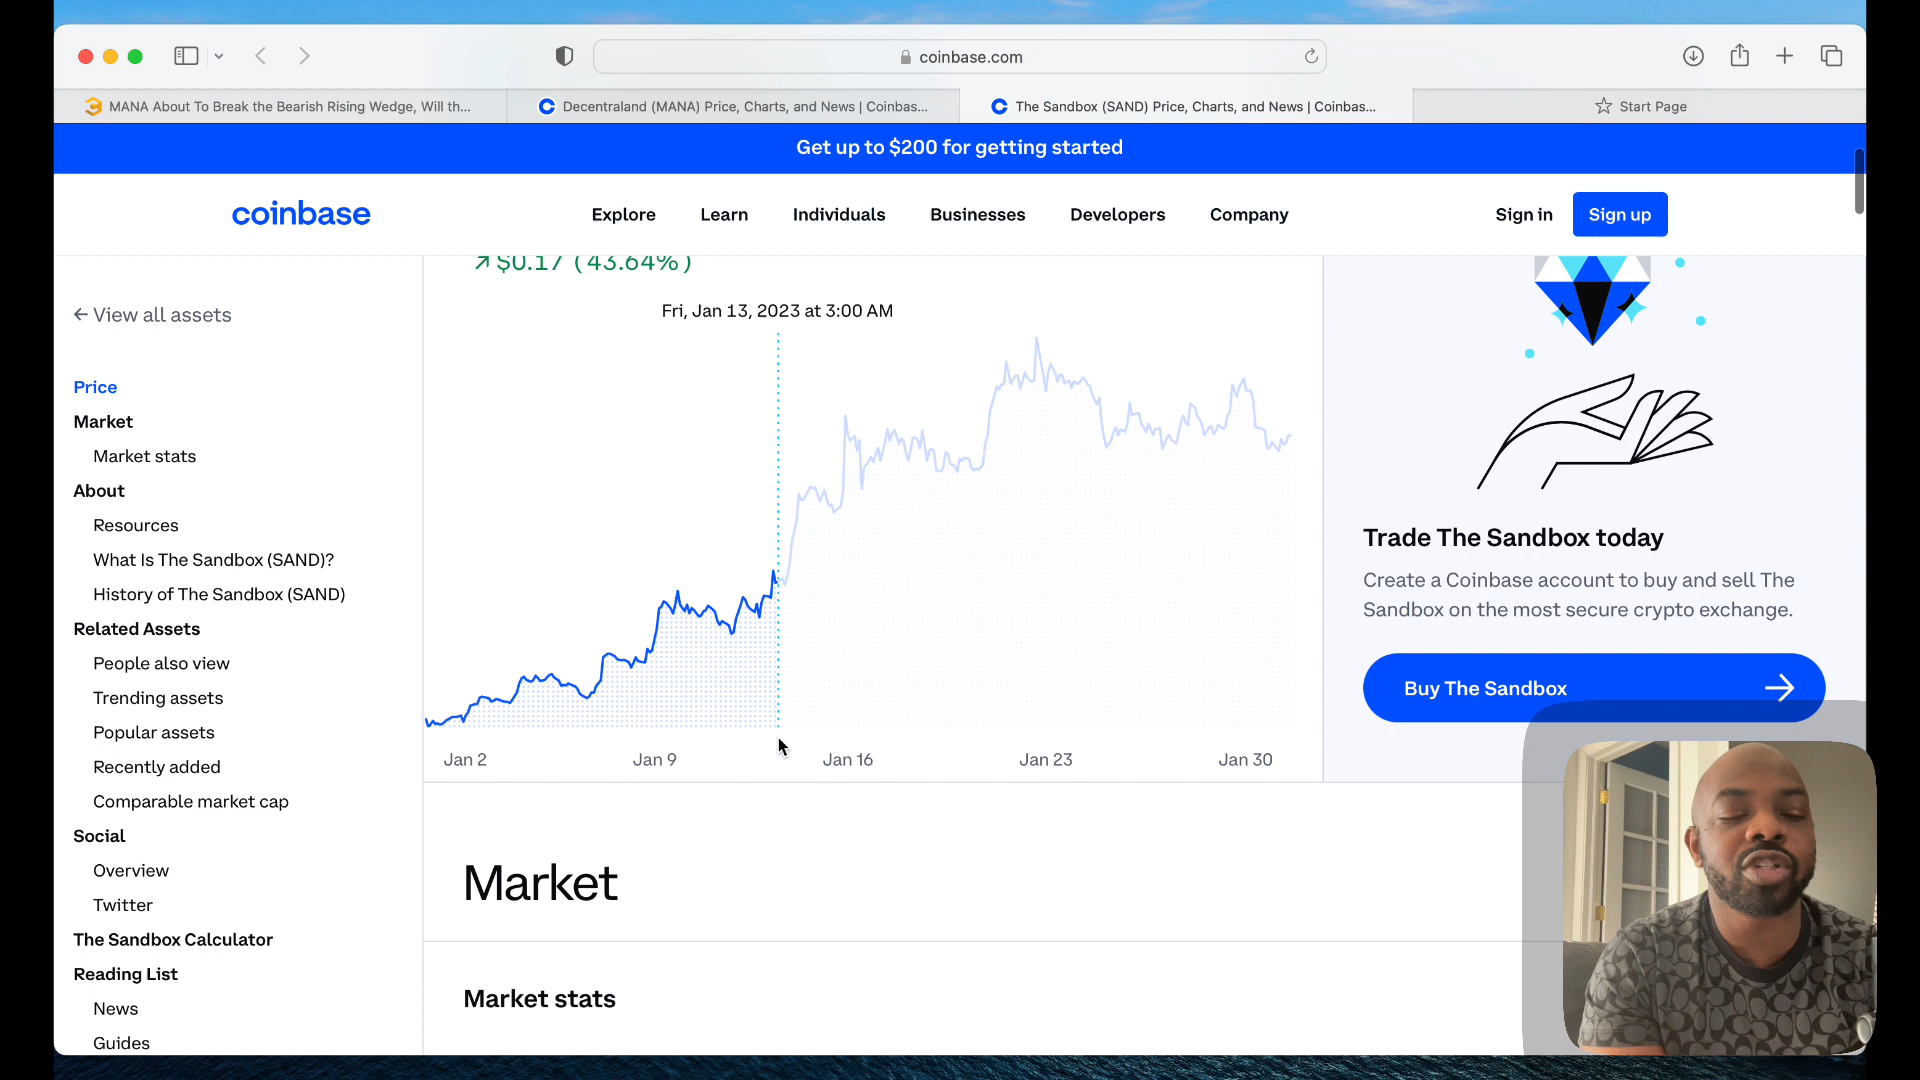 coinbase.com
MANA About To Break the Bearish Rising Wedge, Will th...
Decentraland (MANA) Price, Charts, and News | Coinbas...
The Sandbox (SAND) Price, Charts, and News | Coinbas...
Start Page
Get up to $200 for getting started
coinbase
Explore
Learn
Individuals
Businesses
Developers
Company
Sign in
Sign up
← View all assets
Price
Market
Market stats
About
Resources
What Is The Sandbox (SAND)?
History of The Sandbox (SAND)
Related Assets
People also view
Trending assets
Popular assets
Recently added
Comparable market cap
Social
Overview
Twitter
The Sandbox Calculator
Reading List
News
Guides
↗ $0.17 (43.64%)
Fri, Jan 13, 2023 at 3:00 AM
Jan 2
Jan 9
Jan 16
Jan 23
Jan 30
Market
Market stats
Trade The Sandbox today
Create a Coinbase account to buy and sell The
Sandbox on the most secure crypto exchange.
Buy The Sandbox